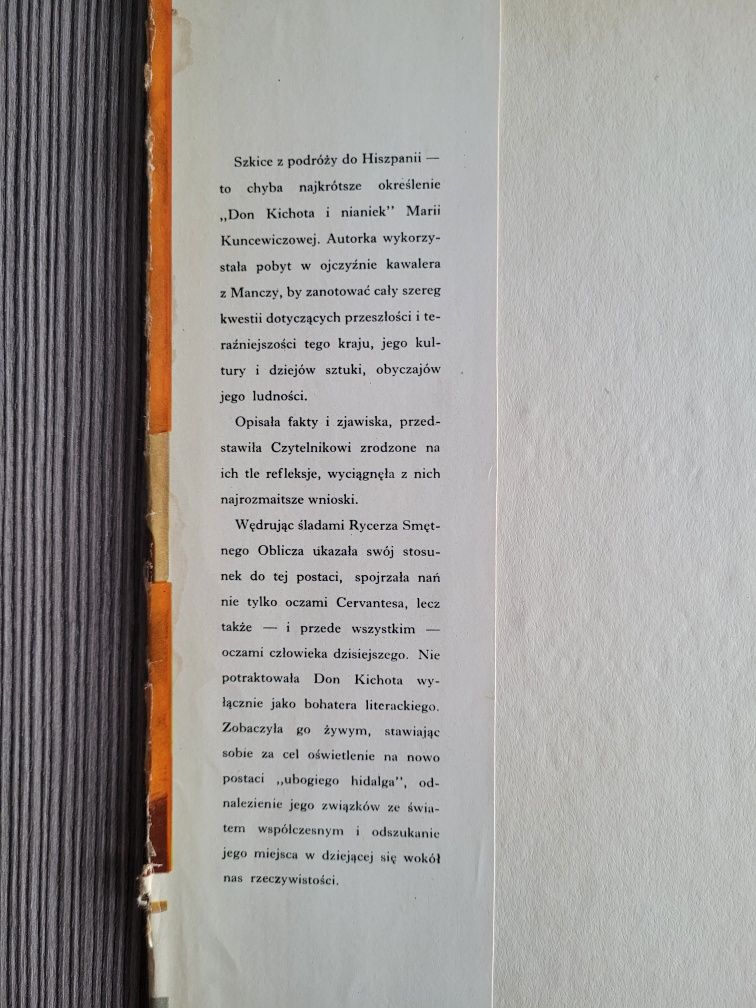 Szkice z podróży do Hiszpanii —
to chyba najkrótsze określenie
„Don Kichota i nianiek" Marii
Kuncewiczowej. Autorka wykorzy-
stała pobyt w ojczyźnie kawalera
z Manczy, by zanotować cały szereg
kwestii dotyczących przeszłości i te-
raźniejszości tego kraju, jego kul-
tury i dziejów sztuki, obyczajów
jego ludności.
Opisała fakty i zjawiska, przed-
stawiła Czytelnikowi zrodzone na
ich tle refleksje, wyciągnęła z nich
najrozmaitsze wnioski.
Wędrując śladami Rycerza Smęt-
nego Oblicza ukazała swój stosu-
nek do tej postaci, spojrzała nań
nie tylko oczami Cervantesa, lecz
także — i przede wszystkim —
oczami człowieka dzisiejszego. Nie
potraktowała Don Kichota wy-
łącznie jako bohatera literackiego.
Zobaczyła go żywym, stawiając
sobie za cel oświetlenie na nowo
postaci „ubogiego hidalga", od-
nalezienie jego związków ze świa-
tem współczesnym i odszukanie
jego miejsca w dziejącej się wokół
nas rzeczywistości.